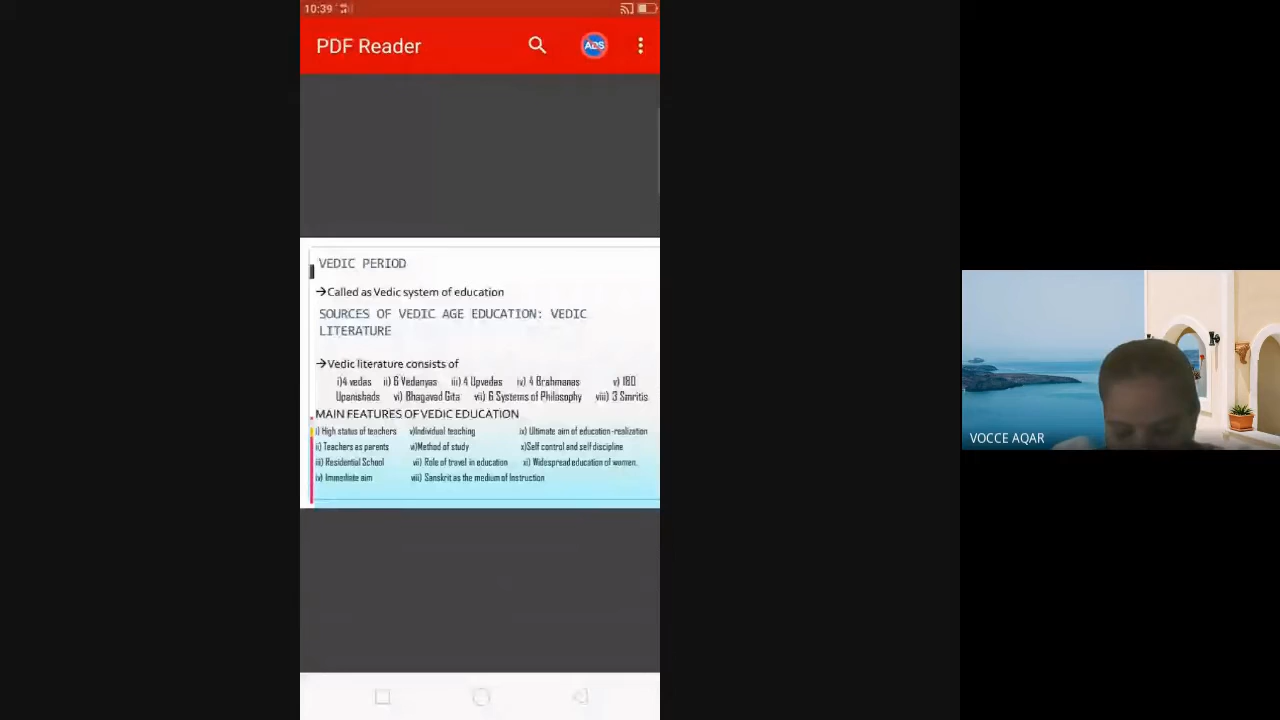 10:39
PDF Reader
ADS
VEDIC PERIOD
→Called as Vedic system of education
SOURCES OF VEDIC AGE EDUCATION: VEDIC
LITERATURE
→Vedic literature consists of
i)4 vedas ii) 6 Vedanyas iii) 4 Upvedas iv) 4 Brahmanas v) 180
Upanishads vi) Bhagavad Gita vii) 6 Systems of Philosophy viii) 3 Smritis
MAIN FEATURES OF VEDIC EDUCATION
i) High status of teachers v)Individual teaching ix) Ultimate aim of education -realization
ii) Teachers as parents vi)Method of study x)Self control and self discipline
iii) Residential School vii) Role of travel in education xi) Widespread education of women.
iv) Immediate aim viii) Sanskrit as the medium of Instruction
VOCCE AQAR